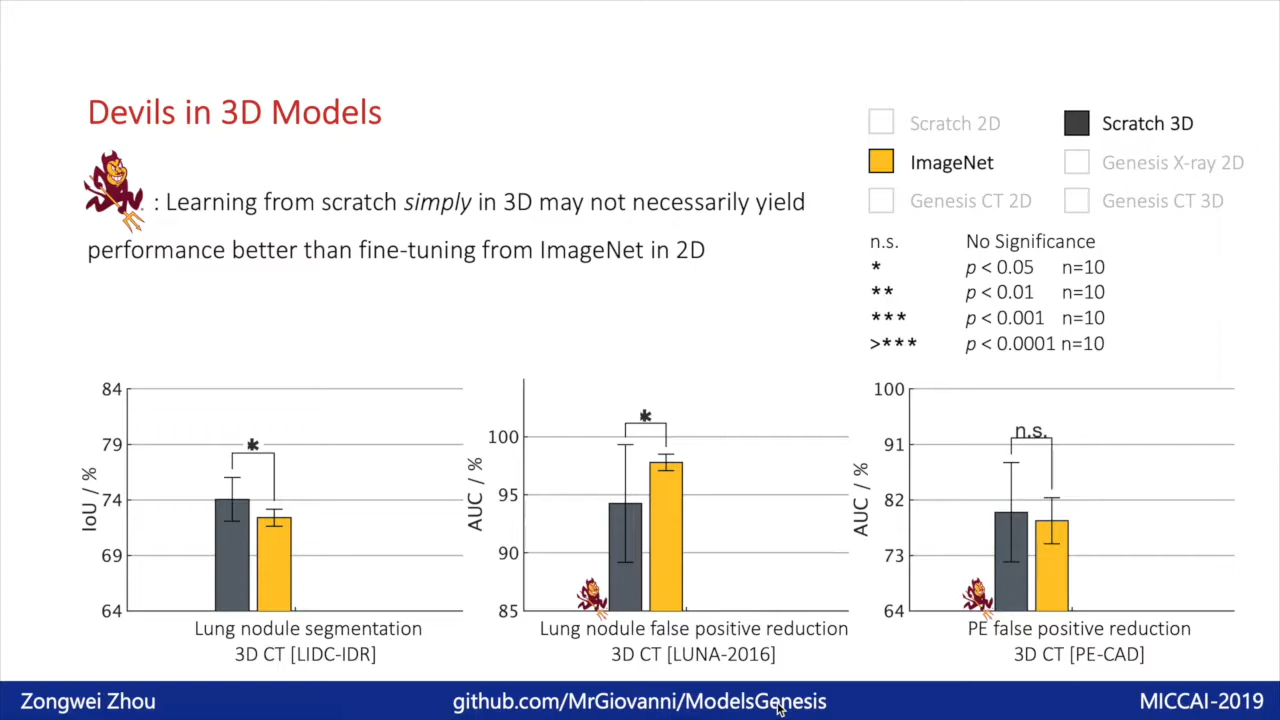 Devils in 3D Models
: Learning from scratch simply in 3D may not necessarily yield
performance better than fine-tuning from ImageNet in 2D
Scratch 2D
Scratch 3D
ImageNet
Genesis X-ray 2D
Genesis CT 2D
Genesis CT 3D
n.s. No Significance
* p < 0.05 n=10
** p < 0.01 n=10
*** p < 0.001 n=10
>*** p < 0.0001 n=10
84
79
74
69
64
IoU / %
*
Lung nodule segmentation
3D CT [LIDC-IDR]
100
95
90
85
AUC / %
*
Lung nodule false positive reduction
3D CT [LUNA-2016]
100
91
82
73
64
AUC / %
n.s.
PE false positive reduction
3D CT [PE-CAD]
Zongwei Zhou
github.com/MrGiovanni/ModelsGenesis
MICCAI-2019